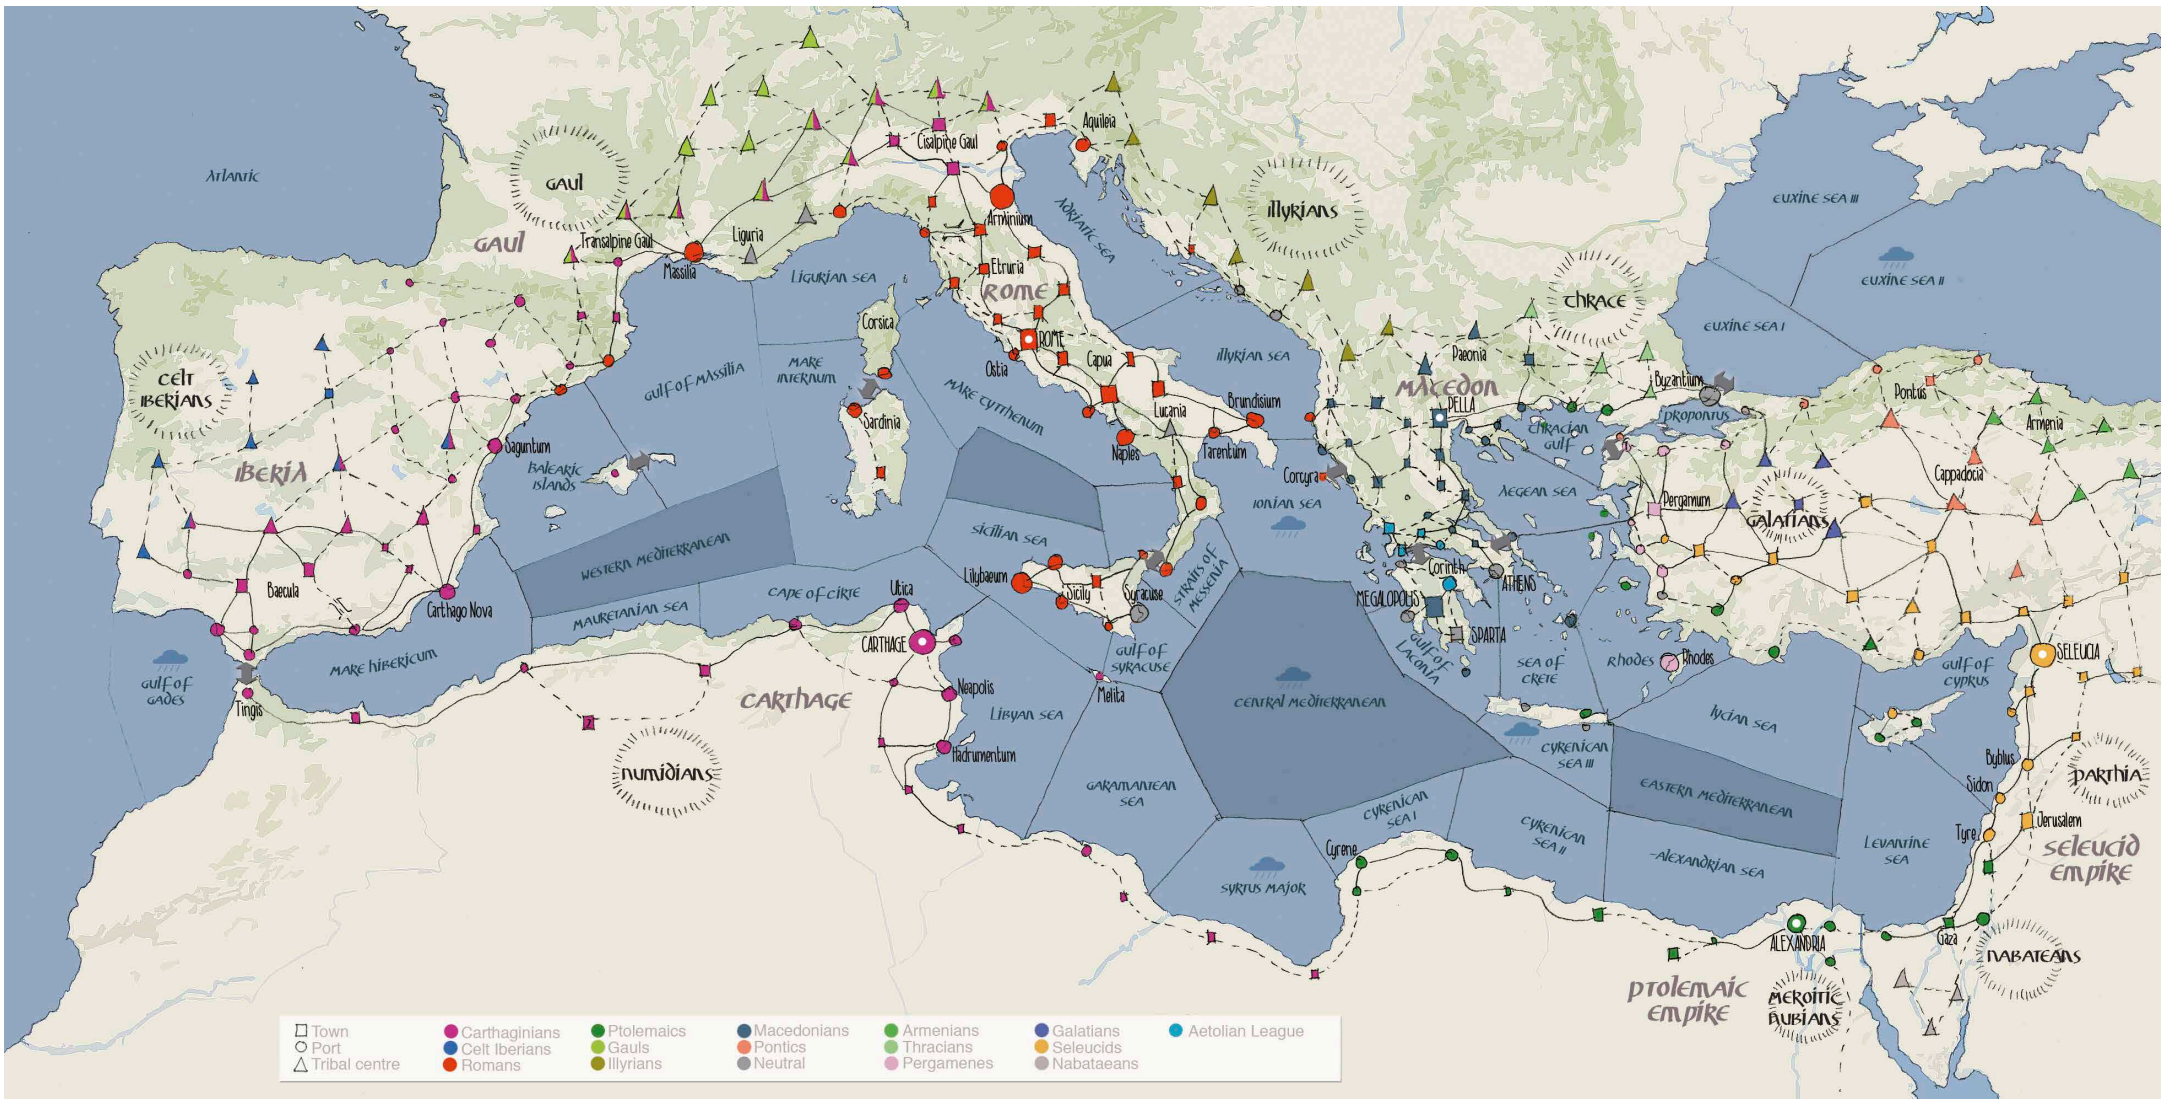 ATLANTIC
GAUL
GAUL
Transalpine Gaul
Massilia
Liguria
Cisalpine Gaul
Aquileia
Arminium
ADRIATIC SEA
ILLYRIANS
THRACE
EUXINE SEA III
EUXINE SEA II
EUXINE SEA I
LIGURIAN SEA
Etruria
ROME
Corsica
ROME
Ostia
Capua
ILLYRIAN SEA
Paeonia
MACEDON
PELLA
Byzantium
PROPONTUS
Pontus
Armenia
CELT
IBERIANS
IBERIA
Saguntum
BALEARIC
ISLANDS
GULF OF MASSILIA
MARE
INTERNUM
MARE TYTTHENUM
Sardinia
Naples
Lucania
Brundisium
Tarentum
Corcyra
IONIAN SEA
THRACIAN
GULF
AEGEAN SEA
Pergamum
GALATIANS
Cappadocia
WESTERN MEDITERRANEAN
SICILIAN SEA
Baecula
Carthago Nova
MAURETANIAN SEA
CAPE OF CIRTE
Utica
CARTHAGE
Lilybaeum
Sicily
Syracuse
STRAITS OF
MESSENIA
GULF OF
SYRACUSE
Corinth
ATHENS
MEGALOPOLIS
SPARTA
GULF OF
LACONIA
SEA OF
CRETE
RHODES
Rhodes
GULF OF
CYPRUS
SELEUCIA
GULF OF
GADES
MARE HIBERICUM
Tingis
CARTHAGE
NUMIDIANS
Neapolis
Hadrumentum
LIBYAN SEA
Melita
CENTRAL MEDITERRANEAN
LYCIAN SEA
CYRENICAN
SEA III
EASTERN MEDITERRANEAN
GARAMANTEAN
SEA
CYRENICAN
SEA I
CYRENICAN
SEA II
Byblus
Sidon
Tyre
Jerusalem
PARTHIA
SELEUCID
EMPIRE
LEVANTINE
SEA
ALEXANDRIAN SEA
Cyrene
SYRTUS MAJOR
ALEXANDRIA
Gaza
NABATEANS
PTOLEMAIC
EMPIRE
MEROITIC
NUBIANS
Town
Port
Tribal centre
Carthaginians
Celt Iberians
Romans
Ptolemaics
Gauls
Illyrians
Macedonians
Pontics
Neutral
Armenians
Thracians
Pergamenes
Galatians
Seleucids
Nabataeans
Aetolian League